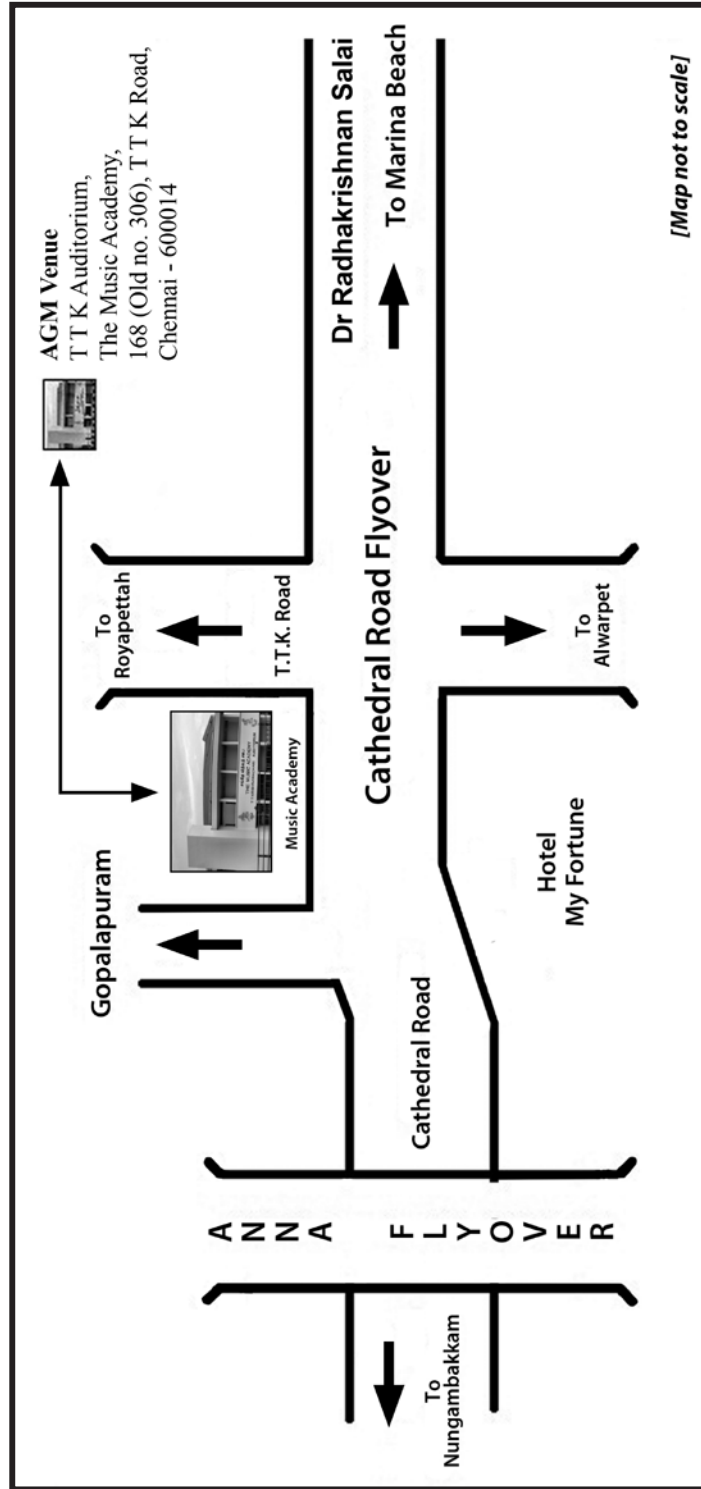 AGM Venue
T T K Auditorium,
The Music Academy,
168 (Old no. 306), T T K Road,
Chennai - 600014
To
Royapettah
Gopalapuram
T.T.K. Road
Music Academy
Dr Radhakrishnan Salai
To Marina Beach
Cathedral Road Flyover
Cathedral Road
ANNA FLYOVER
To
Nungambakkam
To
Alwarpet
Hotel
My Fortune
[Map not to scale]